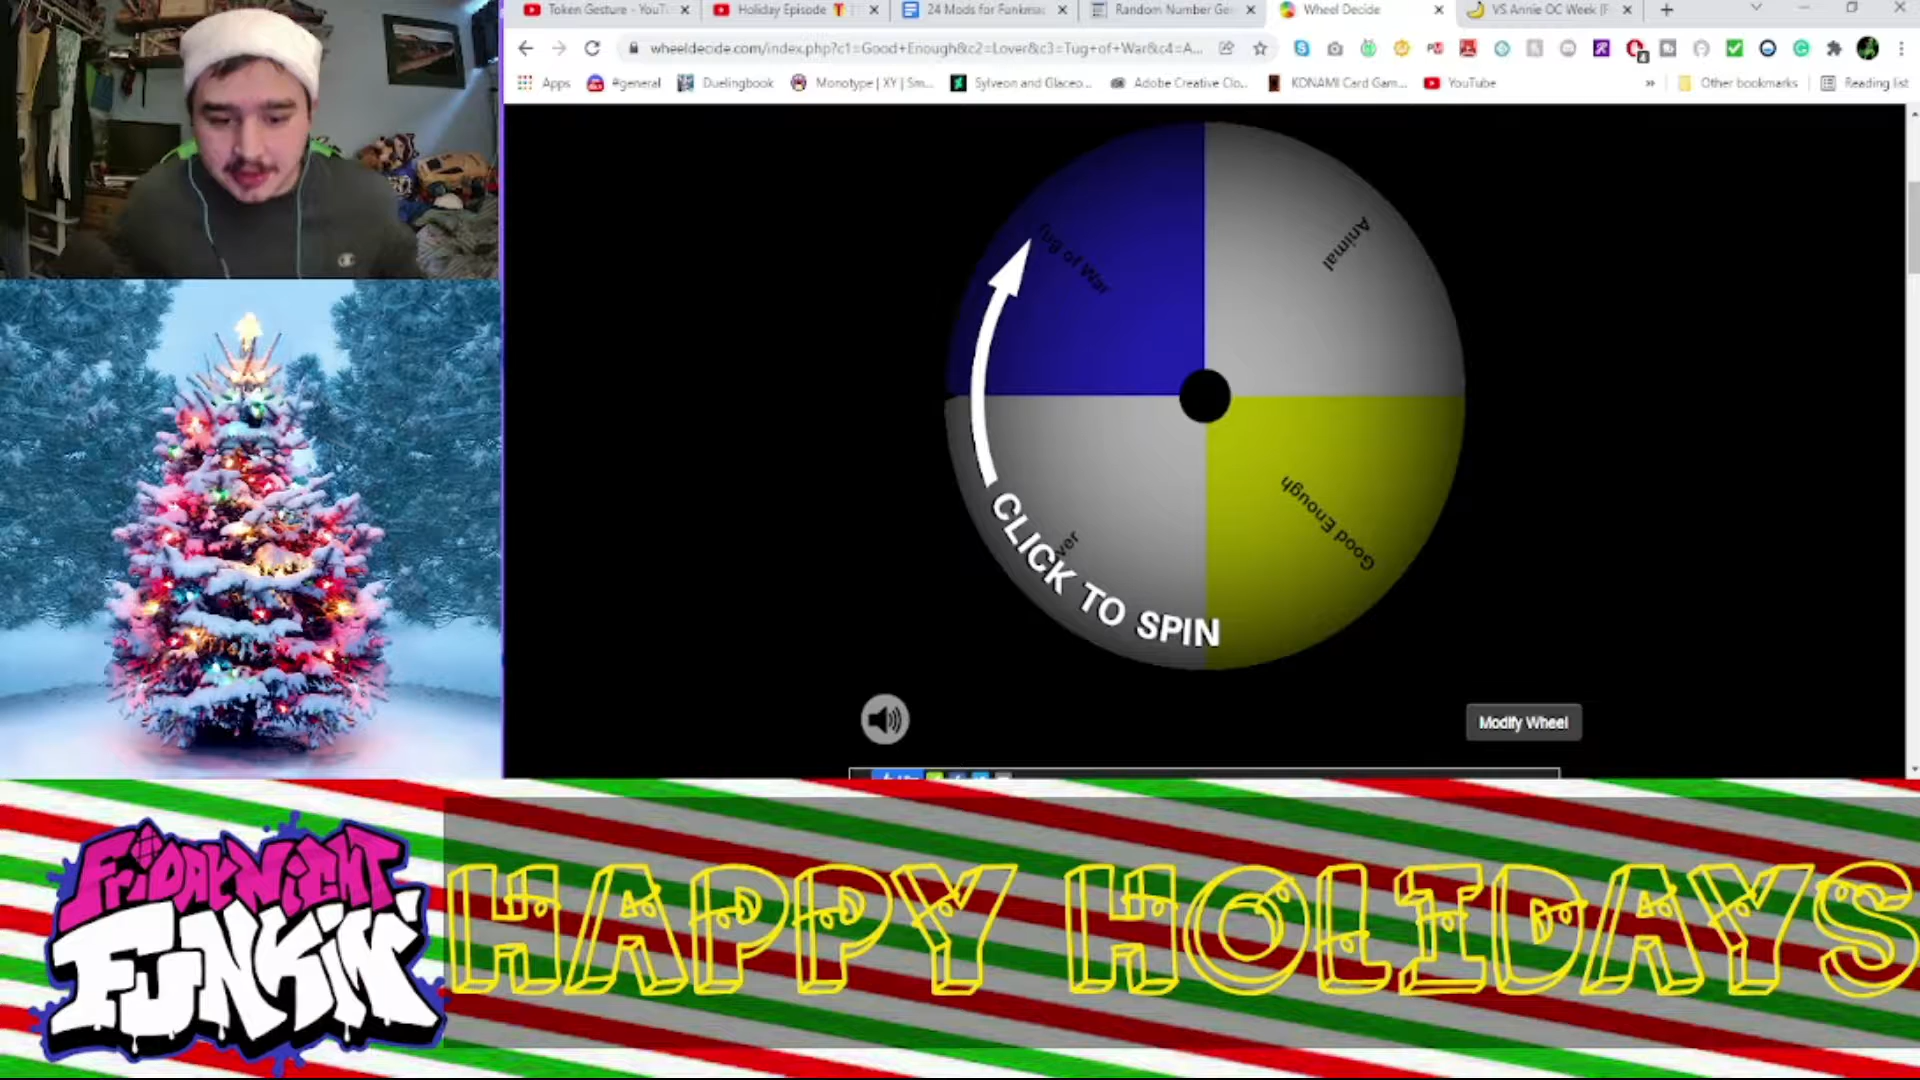 Token Gesture - YouT
Holiday Episode
24 Mods for Funkma
Random Number Ge
Wheel Decide
VS Annie OC Week (F
wheeldecide.com/index.php?c1=Good+Enough&c2=Lover&c3=Tug+of+War&c4=A...
Apps
#general
Duelingbook
Monotype | XY | Sm...
Sylveon and Glaceo...
Adobe Creative Clo...
KONAMI Card Gam...
YouTube
»
Other bookmarks
Reading list
Tug of War
Animal
Good Enough
ver
CLICK TO SPIN
Modify Wheel
FRIDAY NIGHT
FUNKIN'
HAPPY HOLIDAYS